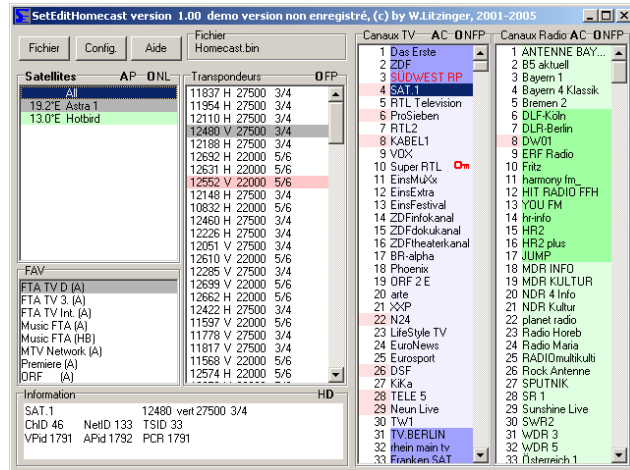 SetEditHomecast version 1.00 demo version non enregistré, (c) by W.Litzinger, 2001-2005
Fichier
Config.
Aide
Fichier
Homecast.bin
Satellites AP ONL
All
19.2°E Astra 1
13.0°E Hotbird
FAV
FTA TV D (A)
FTA TV 3. (A)
FTA TV Int. (A)
Music FTA (A)
Music FTA (HB)
MTV Network (A)
Premiere (A)
ORF (A)
Transpondeurs OFP
11837 H 27500 3/4
11954 H 27500 3/4
12110 H 27500 3/4
12480 V 27500 3/4
12188 H 27500 3/4
12692 H 22000 5/6
12631 H 22000 5/6
12552 V 22000 5/6
12148 H 27500 3/4
10832 H 22000 5/6
12460 H 27500 3/4
12226 H 27500 3/4
12051 V 27500 3/4
12610 V 22000 5/6
12285 V 27500 3/4
12699 V 22000 5/6
12662 H 22000 5/6
12422 H 27500 3/4
11597 V 22000 5/6
11778 V 27500 3/4
11817 V 27500 3/4
11568 V 22000 5/6
12574 H 22000 5/6
Canaux TV AC ONFP
1 Das Erste
2 ZDF
3 SÜDWEST RP
4 SAT.1
5 RTL Television
6 ProSieben
7 RTL2
8 KABEL1
9 VOX
10 Super RTL
11 EinsMuXx
12 EinsExtra
13 EinsFestival
14 ZDFinfokanal
15 ZDFdokukanal
16 ZDFtheaterkanal
17 BR-alpha
18 Phoenix
19 ORF 2 E
20 arte
21 XXP
22 N24
23 LifeStyle TV
24 EuroNews
25 Eurosport
26 DSF
27 KiKa
28 TELE 5
29 Neun Live
30 TW1
31 TV.BERLIN
32 rhein main tv
33 Franken SAT
Canaux Radio AC ONFP
1 ANTENNE BAY...
2 B5 aktuell
3 Bayern 1
4 Bayern 4 Klassik
5 Bremen 2
6 DLF-Köln
7 DLR-Berlin
8 DW01
9 ERF Radio
10 Fritz
11 harmony fm_
12 HIT RADIO FFH
13 YOU FM
14 hr-info
15 HR2
16 HR2 plus
17 JUMP
18 MDR INFO
19 MDR KULTUR
20 NDR 4 Info
21 NDR Kultur
22 planet radio
23 Radio Horeb
24 Radio Maria
25 RADIOmultikulti
26 Rock Antenne
27 SPUTNIK
28 SR 1
29 Sunshine Live
30 SWR2
31 WDR 3
32 WDR 5
33 Österreich 1
Information HD
SAT.1 12480 vert 27500 3/4
ChID 46 NetID 133 TSID 33
VPid 1791 APid 1792 PCR 1791